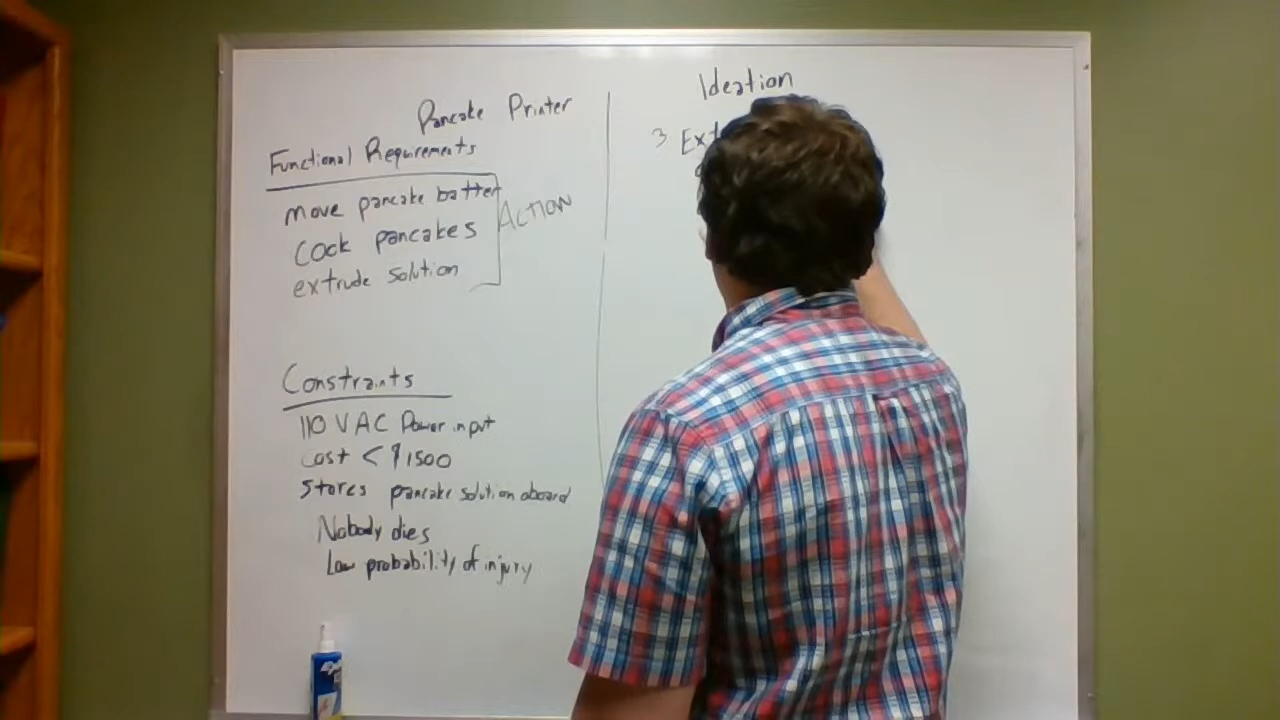 Pancake Printer
Functional Requirements
move pancake batter
Cook pancakes
extrude solution
ACTION
Constraints
110 VAC Power input
Cost < $1500
Stores pancake solution aboard
Nobody dies
Low probability of injury
Ideation
3 Ext